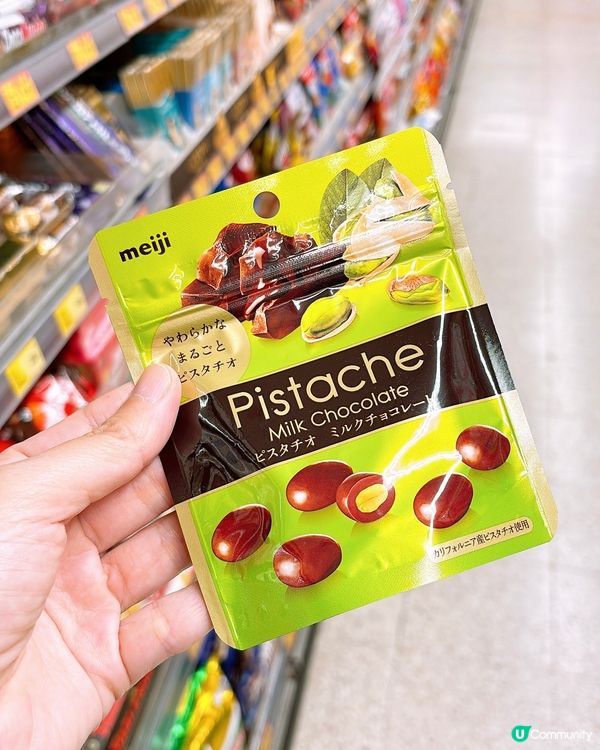 meiji
やわらかな
まるごと
ピスタチオ
Pistache
Milk Chocolate
ピスタチオ ミルクチョコレート
カリフォルニア産ピスタチオ使用
U Community